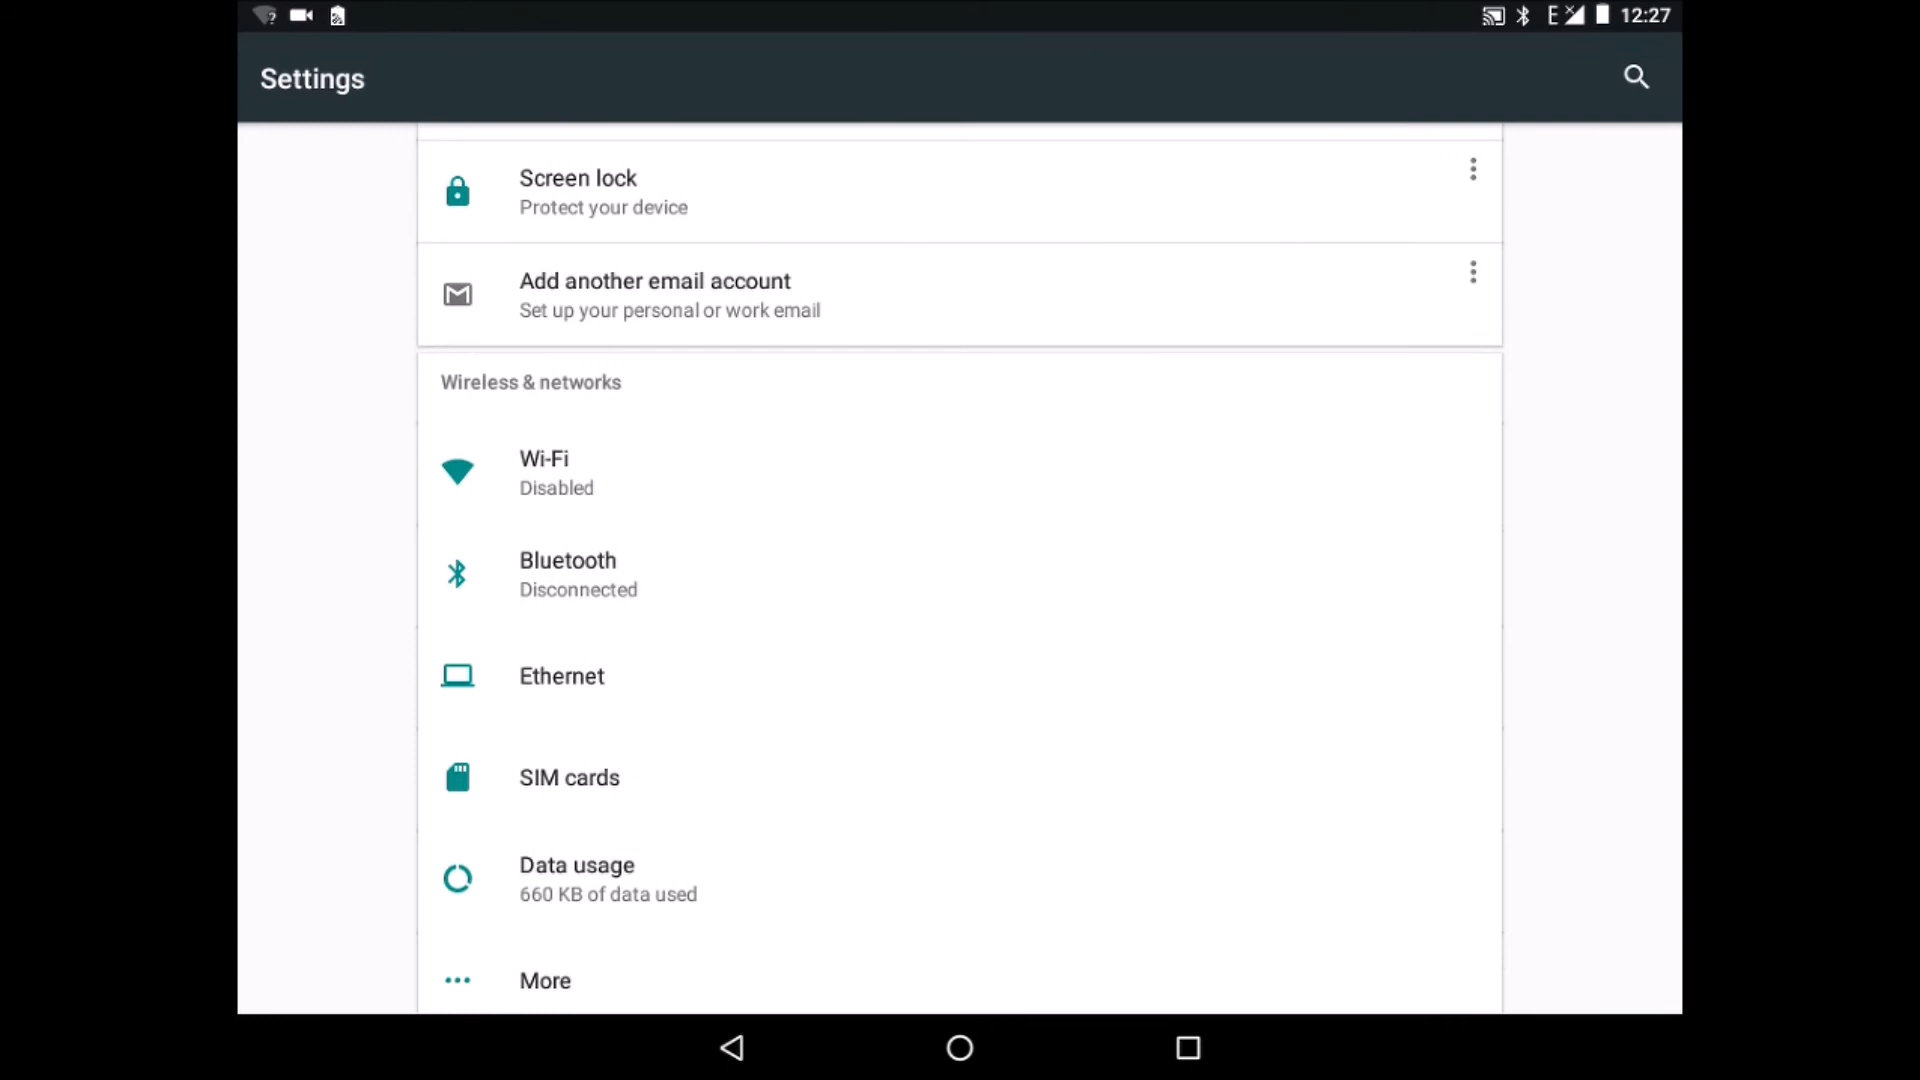 E 12:27
Settings
Screen lock
Protect your device
Add another email account
Set up your personal or work email
Wireless & networks
Wi-Fi
Disabled
Bluetooth
Disconnected
Ethernet
SIM cards
Data usage
660 KB of data used
More